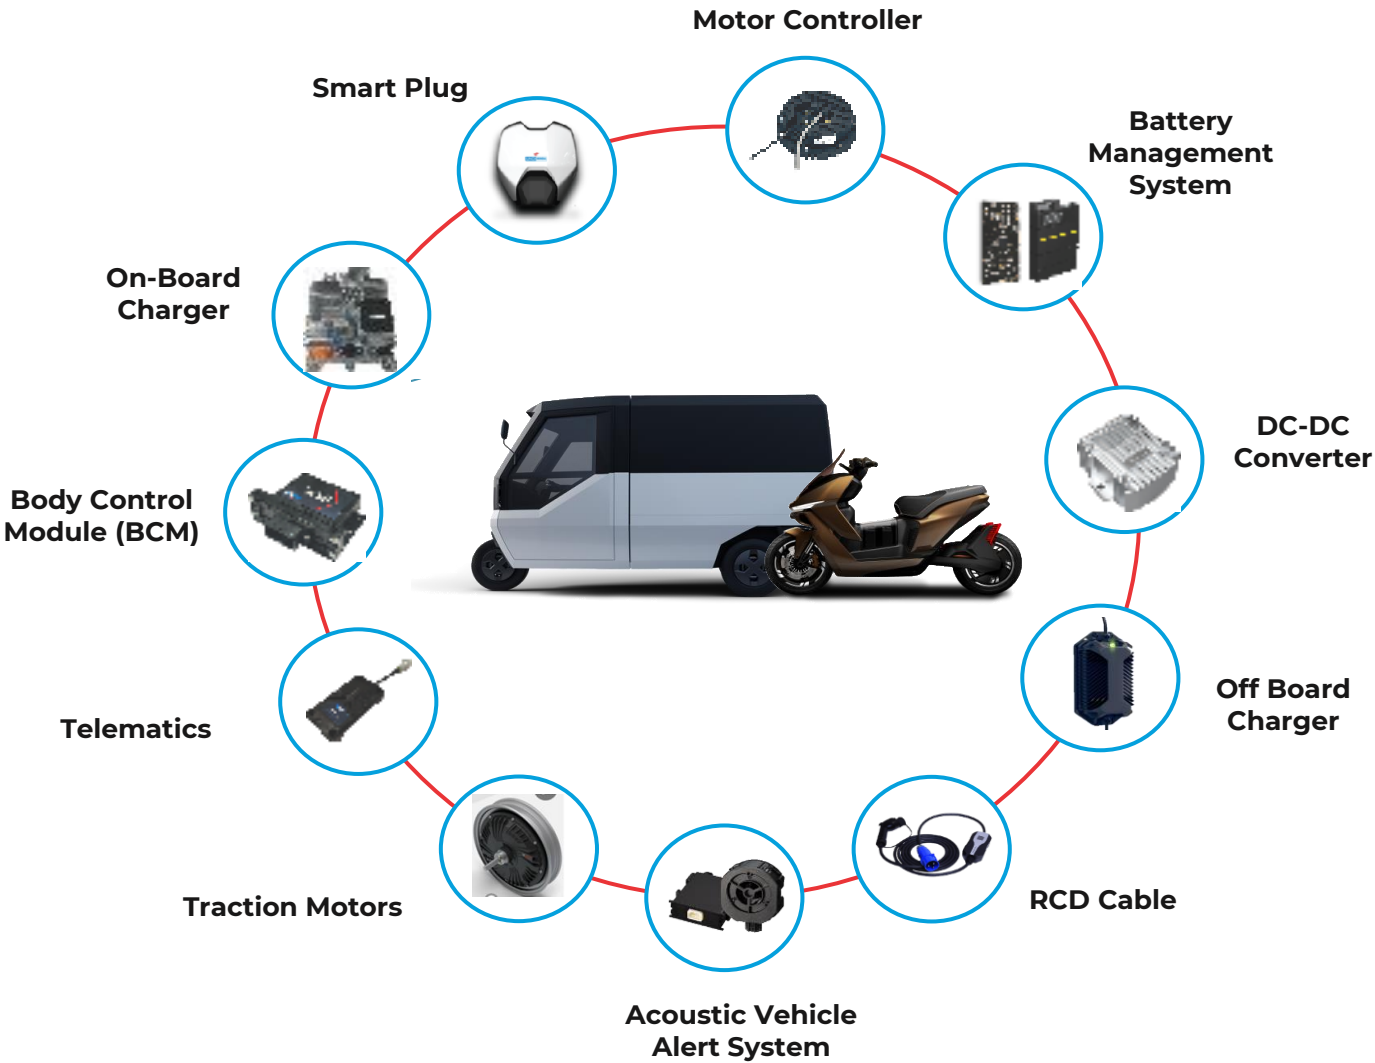 Motor Controller
Smart Plug
Battery
Management
System
On-Board
Charger
DC-DC
Converter
Body Control
Module (BCM)
Off Board
Charger
Telematics
RCD Cable
Traction Motors
Acoustic Vehicle
Alert System